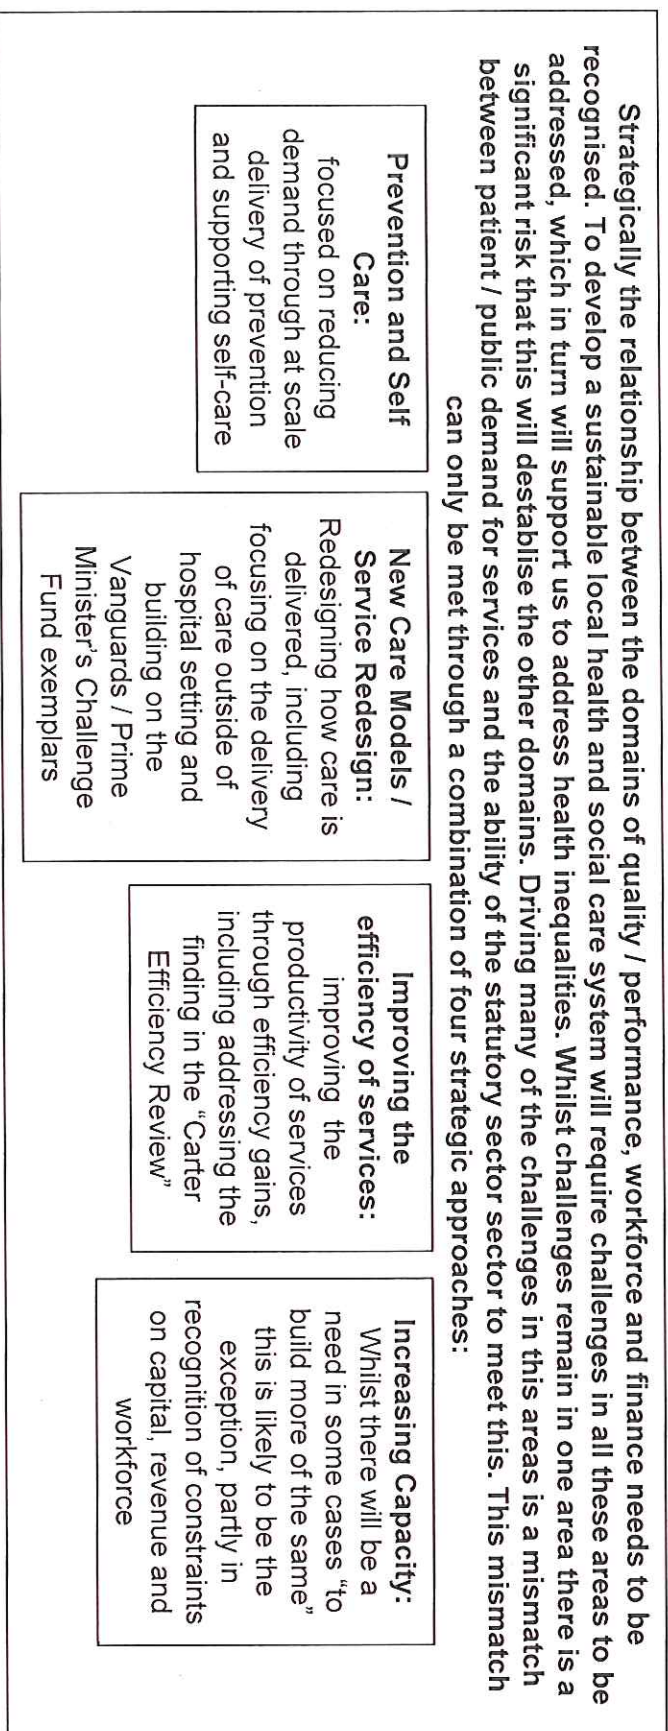 Strategically the relationship between the domains of quality / performance, workforce and finance needs to be
recognised. To develop a sustainable local health and social care system will require challenges in all these areas to be
addressed, which in turn will support us to address health inequalities. Whilst challenges remain in one area there is a
significant risk that this will destablise the other domains. Driving many of the challenges in this areas is a mismatch
between patient / public demand for services and the ability of the statutory sector sector to meet this. This mismatch
can only be met through a combination of four strategic approaches:
Prevention and Self
Care:
focused on reducing
demand through at scale
delivery of prevention
and supporting self-care
New Care Models /
Service Redesign:
Redesigning how care is
delivered, including
focusing on the delivery
of care outside of
hospital setting and
building on the
Vanguards / Prime
Minister's Challenge
Fund exemplars
Improving the
efficiency of services:
improving the
productivity of services
through efficiency gains,
including addressing the
finding in the “Carter
Efficiency Review”
Increasing Capacity:
Whilst there will be a
need in some cases “to
build more of the same”
this is likely to be the
exception, partly in
recognition of constraints
on capital, revenue and
workforce